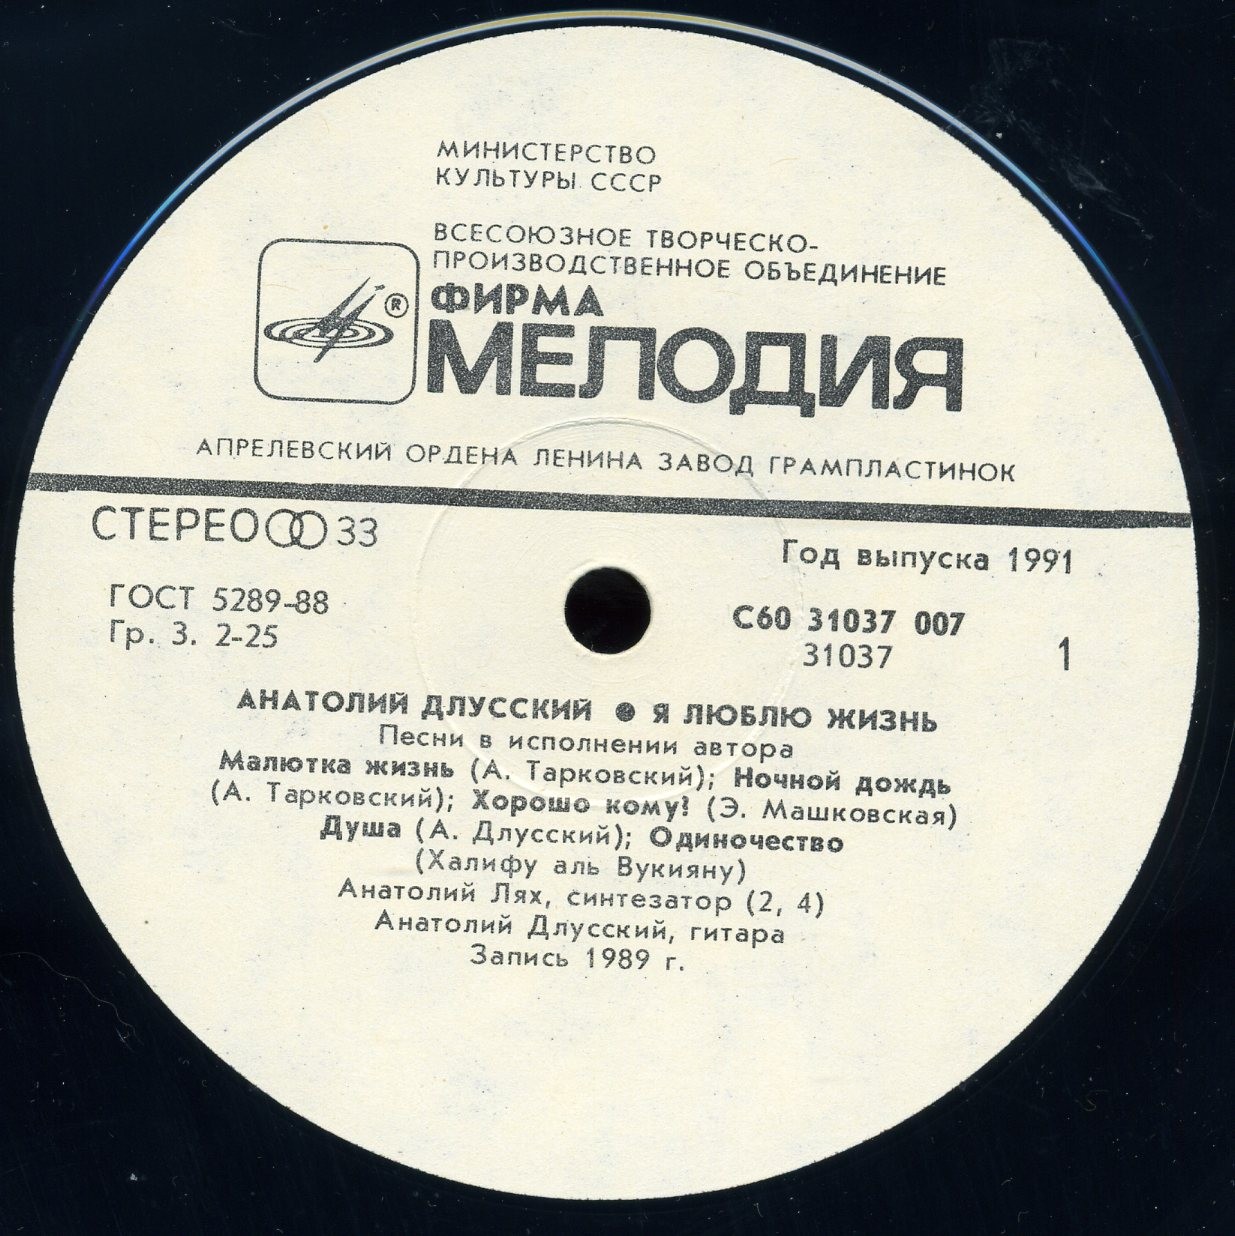 МИНИСТЕРСТВО
КУЛЬТУРЫ СССР
ВСЕСОЮЗНОЕ ТВОРЧЕСКО-
ПРОИЗВОДСТВЕННОЕ ОБЪЕДИНЕНИЕ
®
ФИРМА
МЕЛОДИЯ
АПРЕЛЕВСКИЙ ОРДЕНА ЛЕНИНА ЗАВОД ГРАМПЛАСТИНОК
СТЕРЕО 33
Год выпуска 1991
ГОСТ 5289-88
Гр. 3. 2-25
С60 31037 007
31037
1
АНАТОЛИЙ ДЛУССКИЙ ● Я ЛЮБЛЮ ЖИЗНЬ
Песни в исполнении автора
Малютка жизнь (А. Тарковский); Ночной дождь
(А. Тарковский); Хорошо кому? (Э. Машковская)
Душа (А. Длусский); Одиночество
(Халифу аль Вукияну)
Анатолий Лях, синтезатор (2, 4)
Анатолий Длусский, гитара
Запись 1989 г.